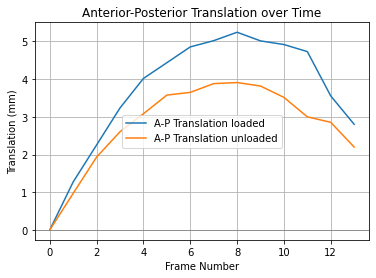 Anterior-Posterior Translation over Time
Translation (mm)
5
4
3
2
1
0
A-P Translation loaded
A-P Translation unloaded
0 2 4 6 8 10 12
Frame Number